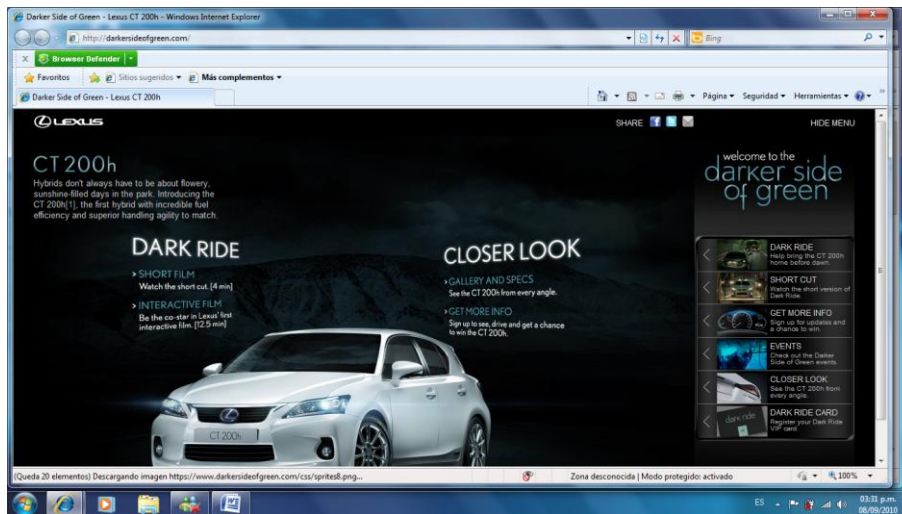 Darker Side of Green - Lexus CT 200h - Windows Internet Explorer
http://darkersideofgreen.com/
Bing
X Browser Defender
Favoritos Sitios sugeridos Más complementos
Darker Side of Green - Lexus CT 200h
Página Seguridad Herramientas
LEXUS
SHARE
HIDE MENU
CT 200h
Hybrids don't always have to be about flowery,
sunshine-filled days in the park. Introducing the
CT 200h[1], the first hybrid with incredible fuel
efficiency and superior handling agility to match.
DARK RIDE
SHORT FILM
Watch the short cut. [4 min]
INTERACTIVE FILM
Be the co-star in Lexus' first
interactive film. [12.5 min]
CLOSER LOOK
GALLERY AND SPECS
See the CT 200h from every angle.
GET MORE INFO
Sign up to see, drive and get a chance
to win the CT 200h.
CT 200h
welcome to the
darker side
of green
DARK RIDE
Help bring the CT 200h
home before dawn.
SHORT CUT
Watch the short version of
Dark Ride.
GET MORE INFO
Sign up for updates and
a chance to win.
EVENTS
Check out the Darker
Side of Green events.
CLOSER LOOK
See the CT 200h from
every angle.
dark ride
DARK RIDE CARD
Register your Dark Ride
VIP card.
(Queda 20 elementos) Descargando imagen https://www.darkersideofgreen.com/css/sprites8.png...
Zona desconocida | Modo protegido: activado
100%
ES
03:31 p.m.
08/09/2010